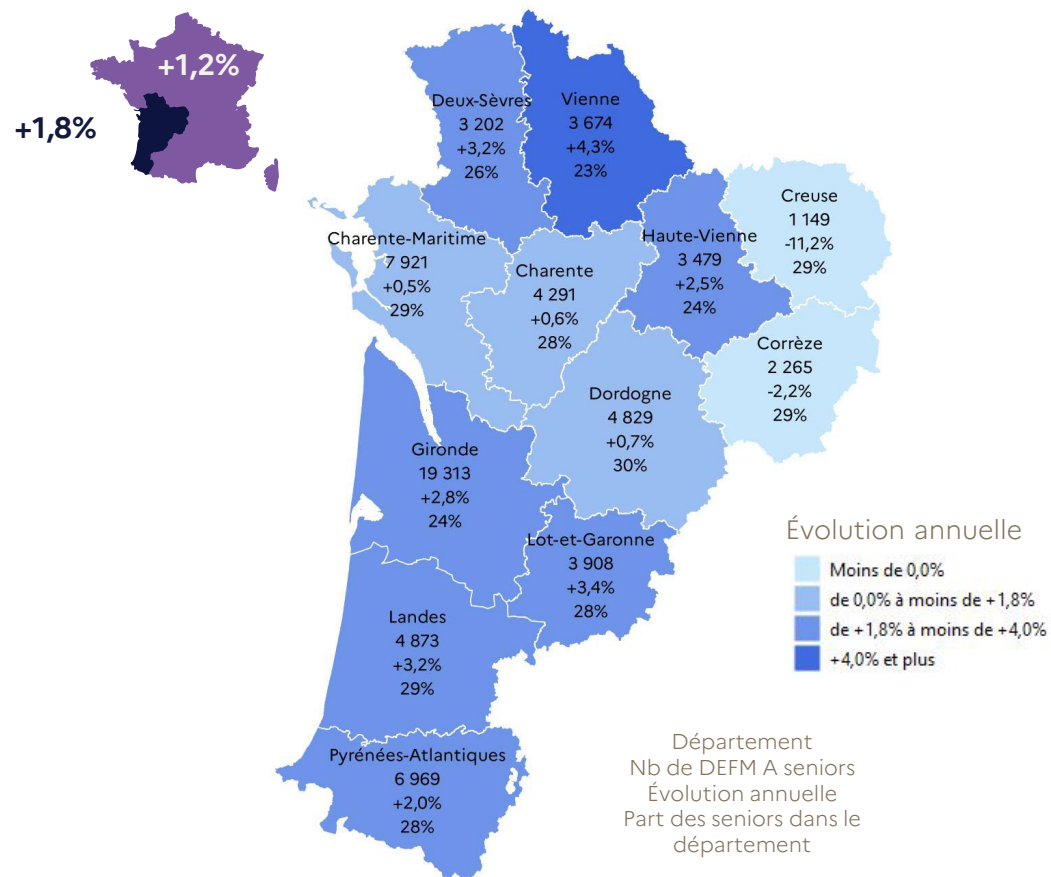 +1,2%
+1,8%
Deux-Sèvres
3 202
+3,2%
26%
Vienne
3 674
+4,3%
23%
Creuse
1 149
-11,2%
29%
Charente-Maritime
7 921
+0,5%
29%
Charente
4 291
+0,6%
28%
Haute-Vienne
3 479
+2,5%
24%
Corrèze
2 265
-2,2%
29%
Dordogne
4 829
+0,7%
30%
Gironde
19 313
+2,8%
24%
Lot-et-Garonne
3 908
+3,4%
28%
Landes
4 873
+3,2%
29%
Pyrénées-Atlantiques
6 969
+2,0%
28%
Évolution annuelle
Moins de 0,0%
de 0,0% à moins de +1,8%
de +1,8% à moins de +4,0%
+4,0% et plus
Département
Nb de DEFM A seniors
Évolution annuelle
Part des seniors dans le
département